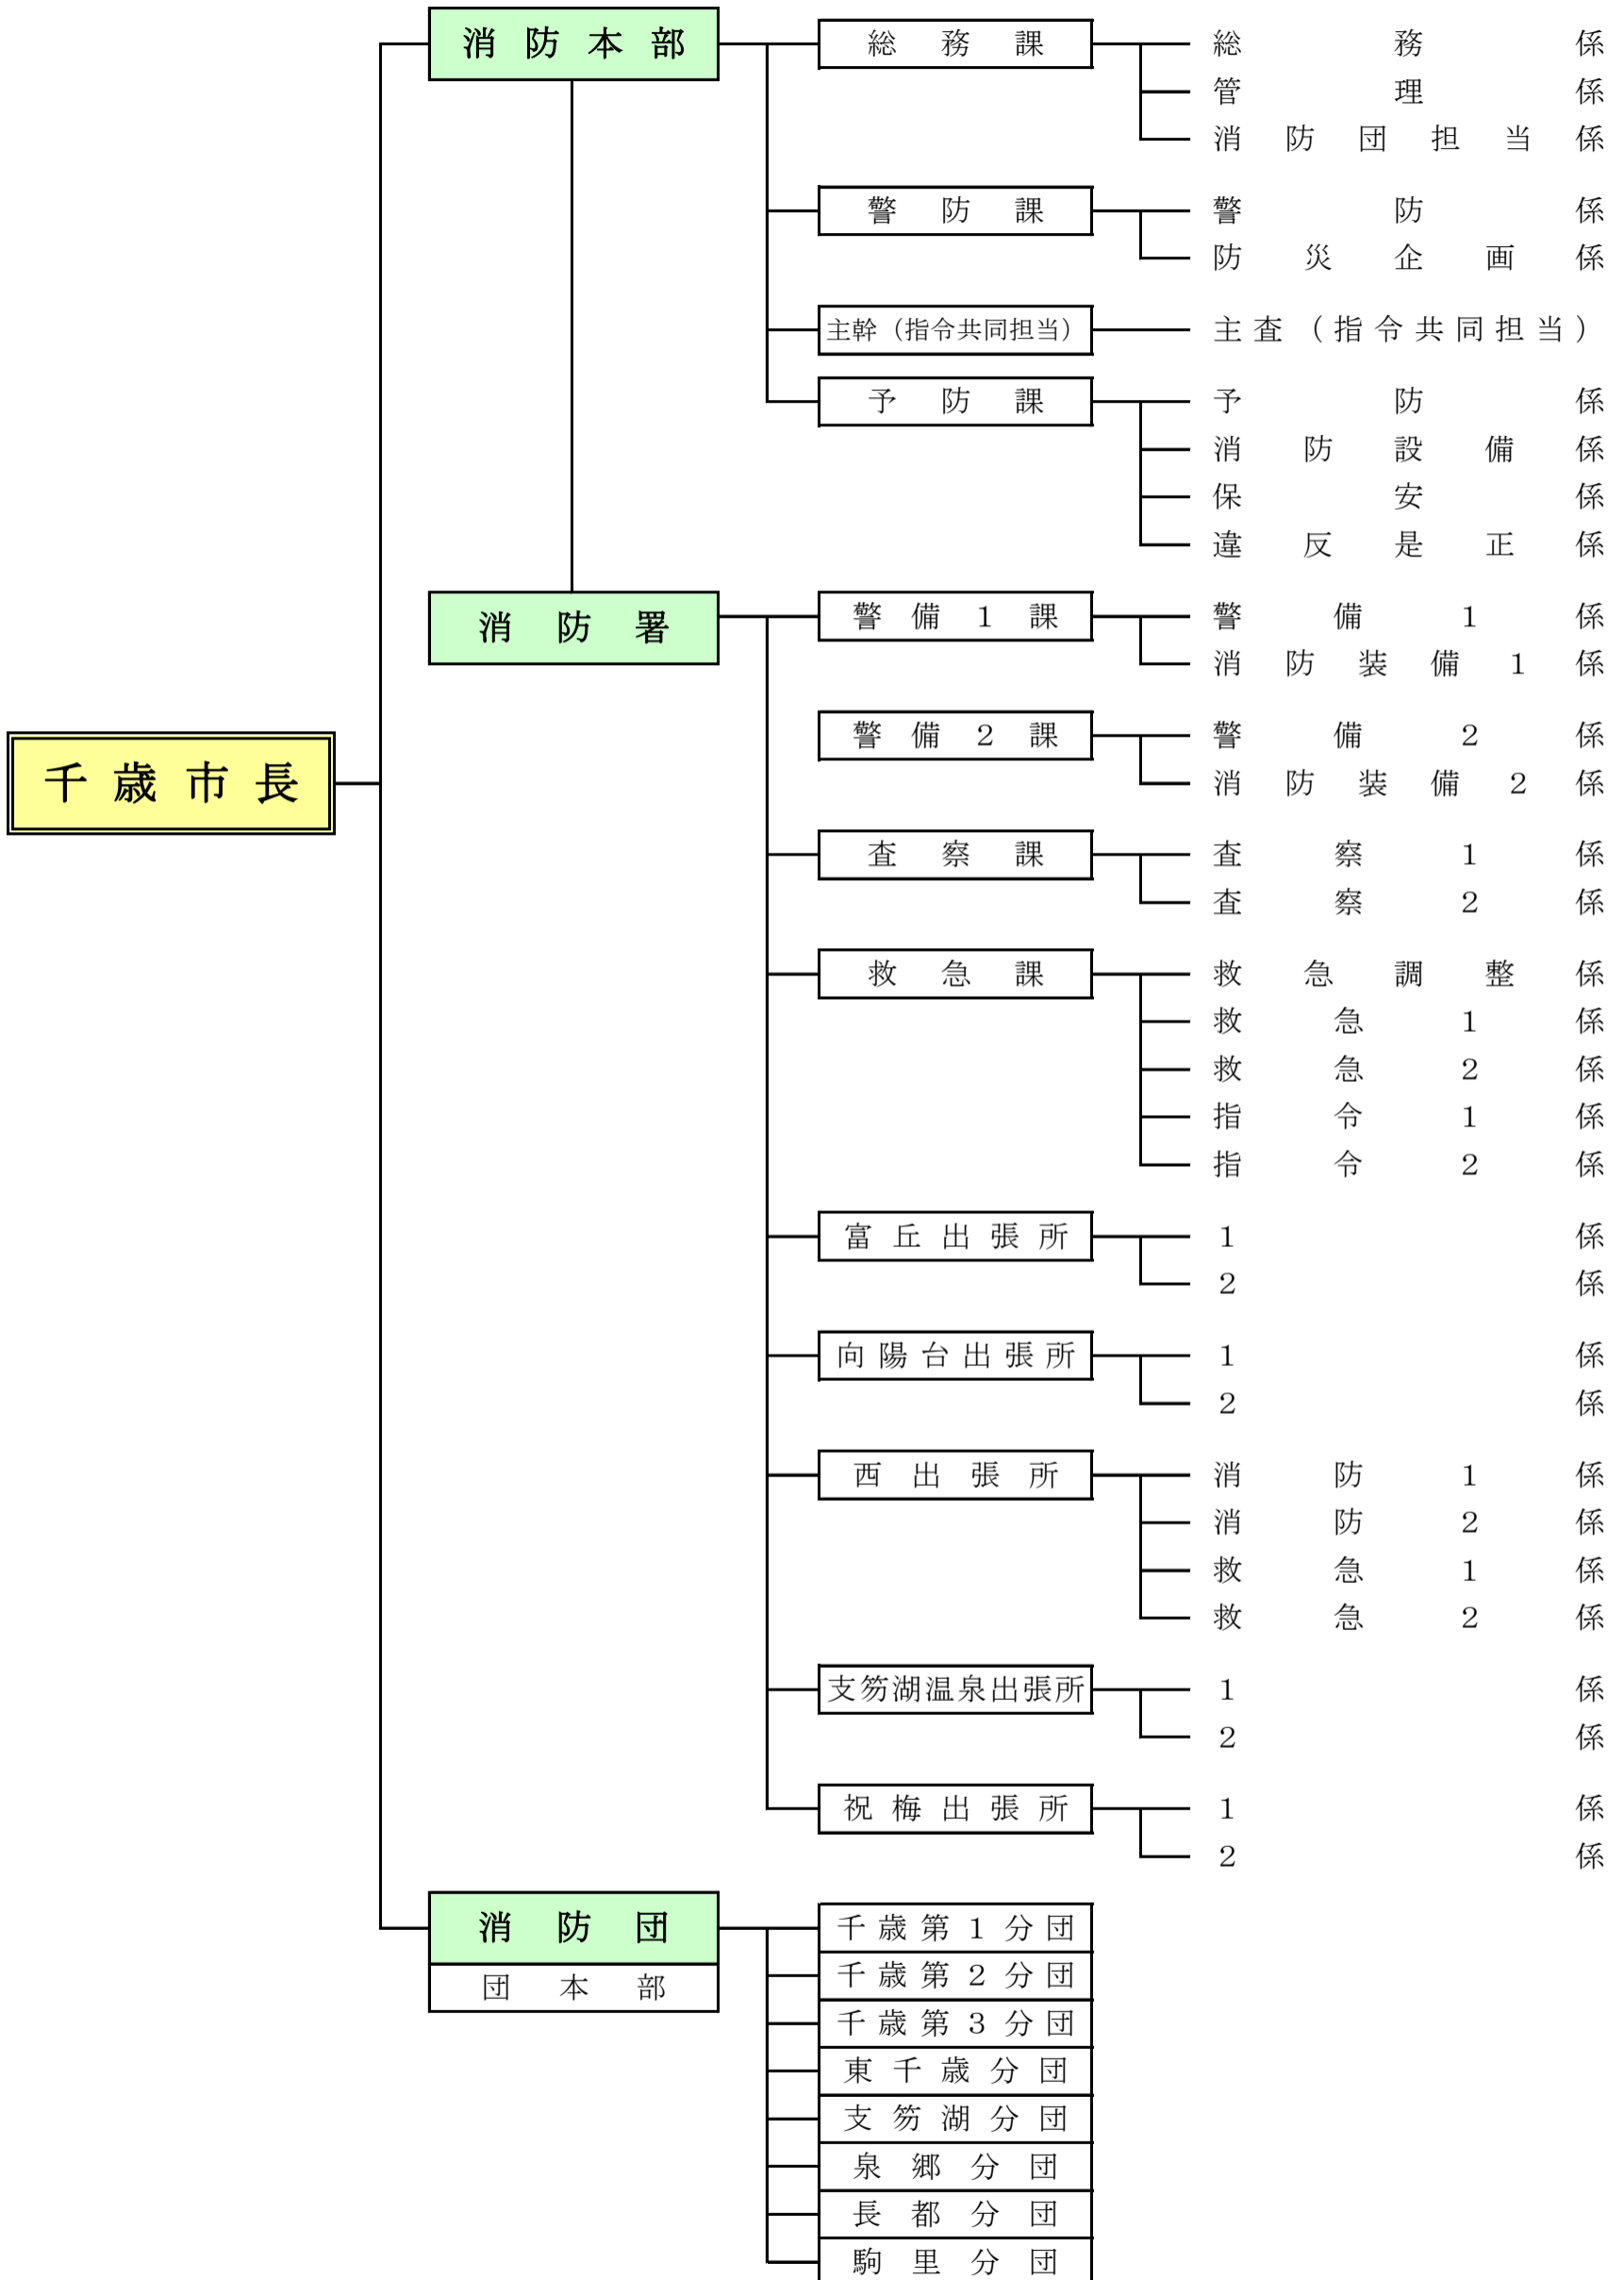 消防本部
総務課
総務係
管理係
消防団担当係
警防課
警防係
防災企画係
主幹（指令共同担当）
主査（指令共同担当）
予防課
予防係
消防設備係
保安係
違反是正係
消防署
警備1課
警備1係
消防装備1係
警備2課
警備2係
消防装備2係
千歳市長
査察課
査察1係
査察2係
救急課
救急調整係
救急1係
救急2係
指令1係
指令2係
富丘出張所
1係
2係
向陽台出張所
1係
2係
西出張所
消防1係
消防2係
救急1係
救急2係
支笏湖温泉出張所
1係
2係
祝梅出張所
1係
2係
消防団
団本部
千歳第1分団
千歳第2分団
千歳第3分団
東千歳分団
支笏湖分団
泉郷分団
長都分団
駒里分団